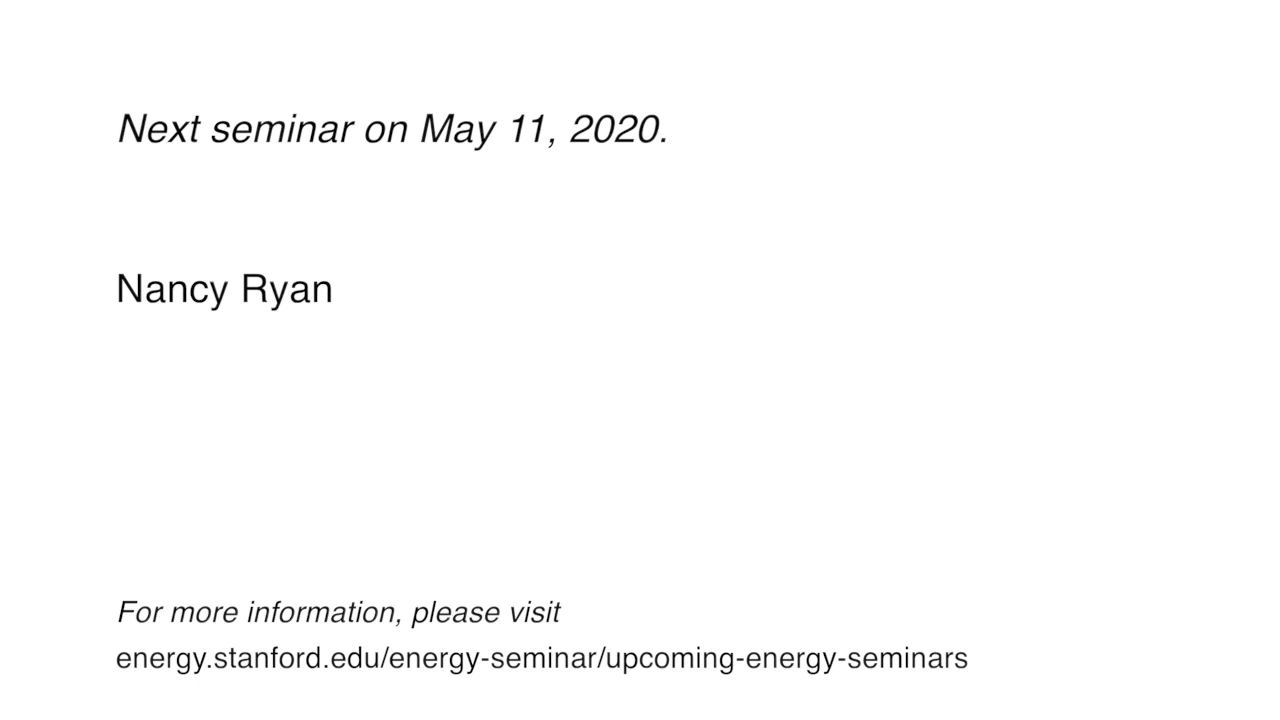 Next seminar on May 11, 2020.
Nancy Ryan
For more information, please visit
energy.stanford.edu/energy-seminar/upcoming-energy-seminars